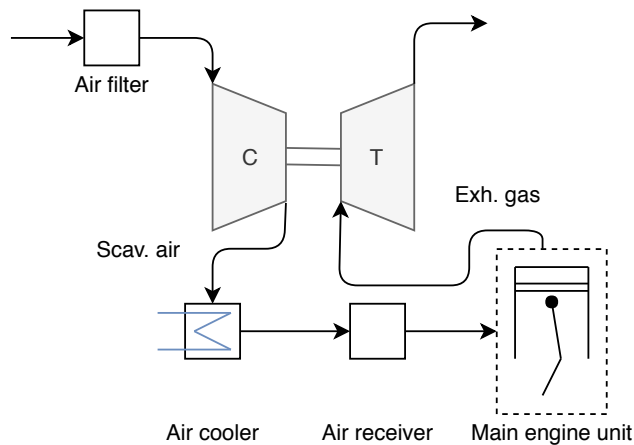 Air filter
C
T
Exh. gas
Scav. air
Air cooler
Air receiver
Main engine unit